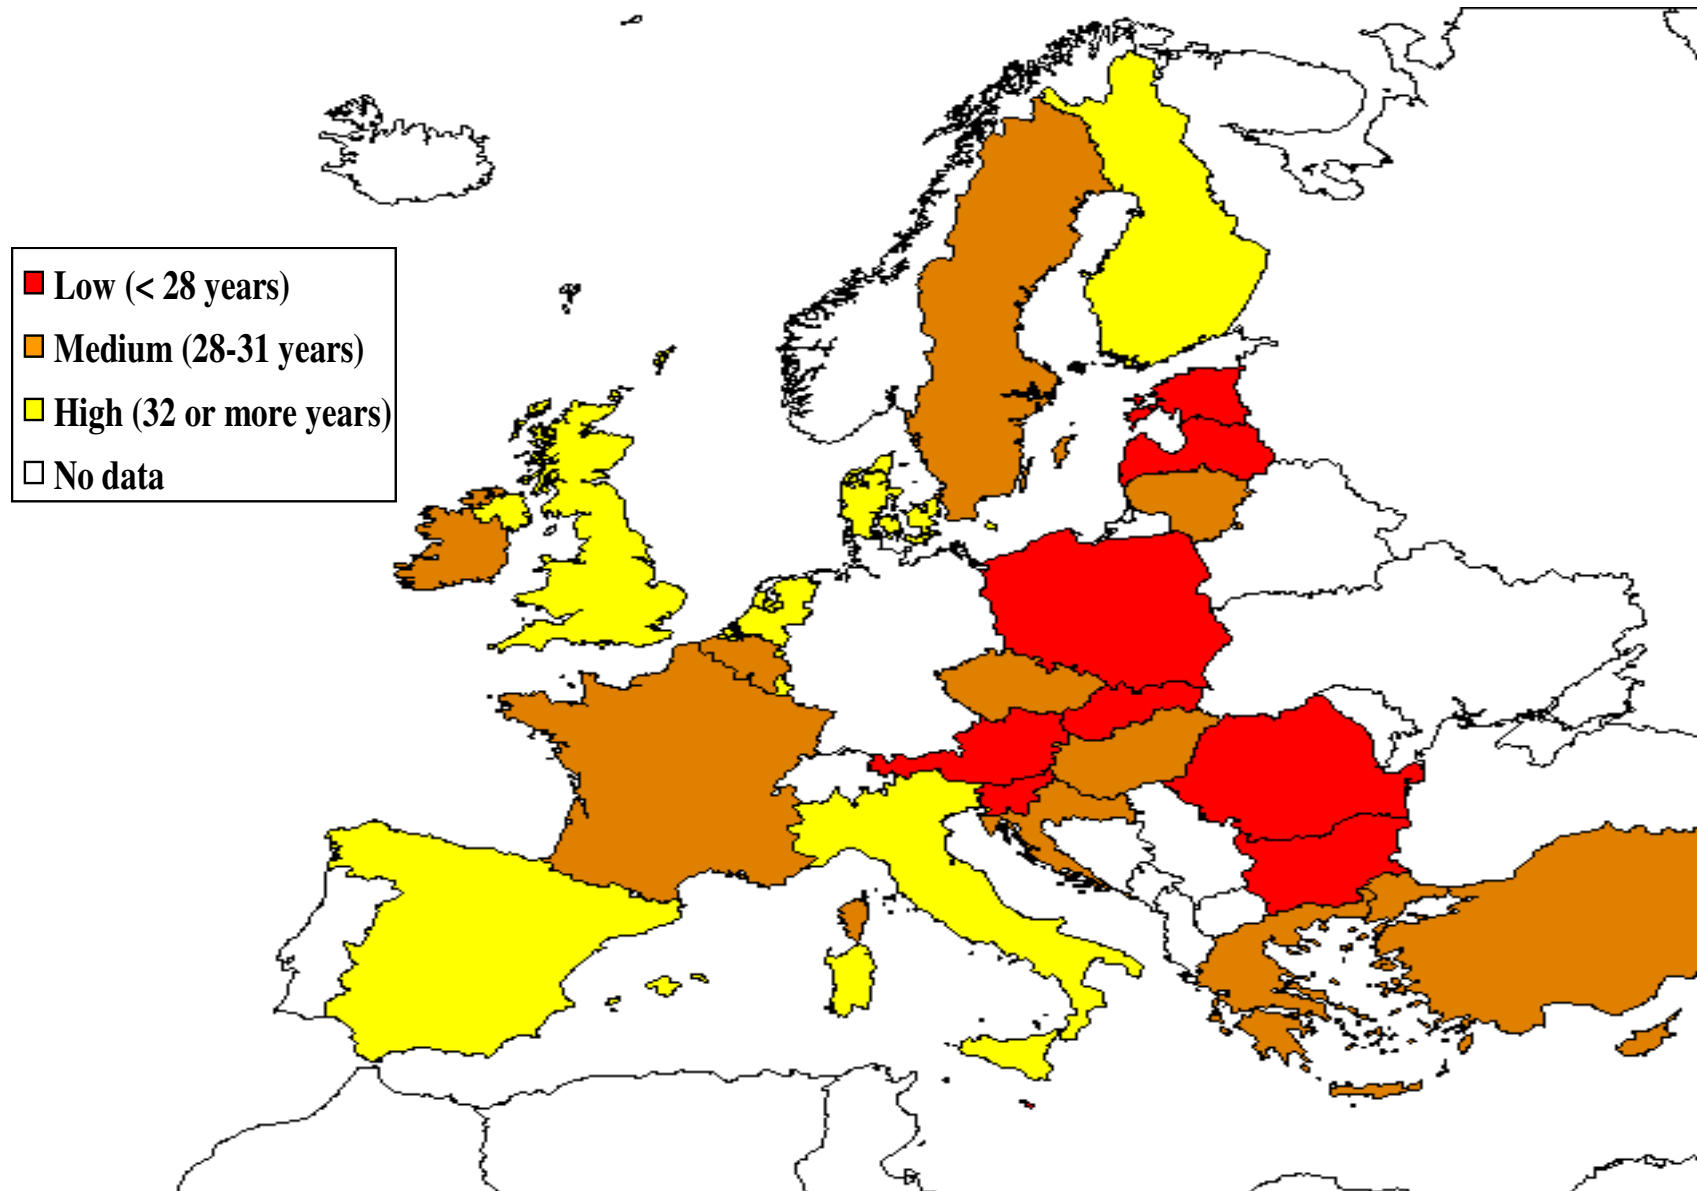 Low (< 28 years)
Medium (28-31 years)
High (32 or more years)
No data